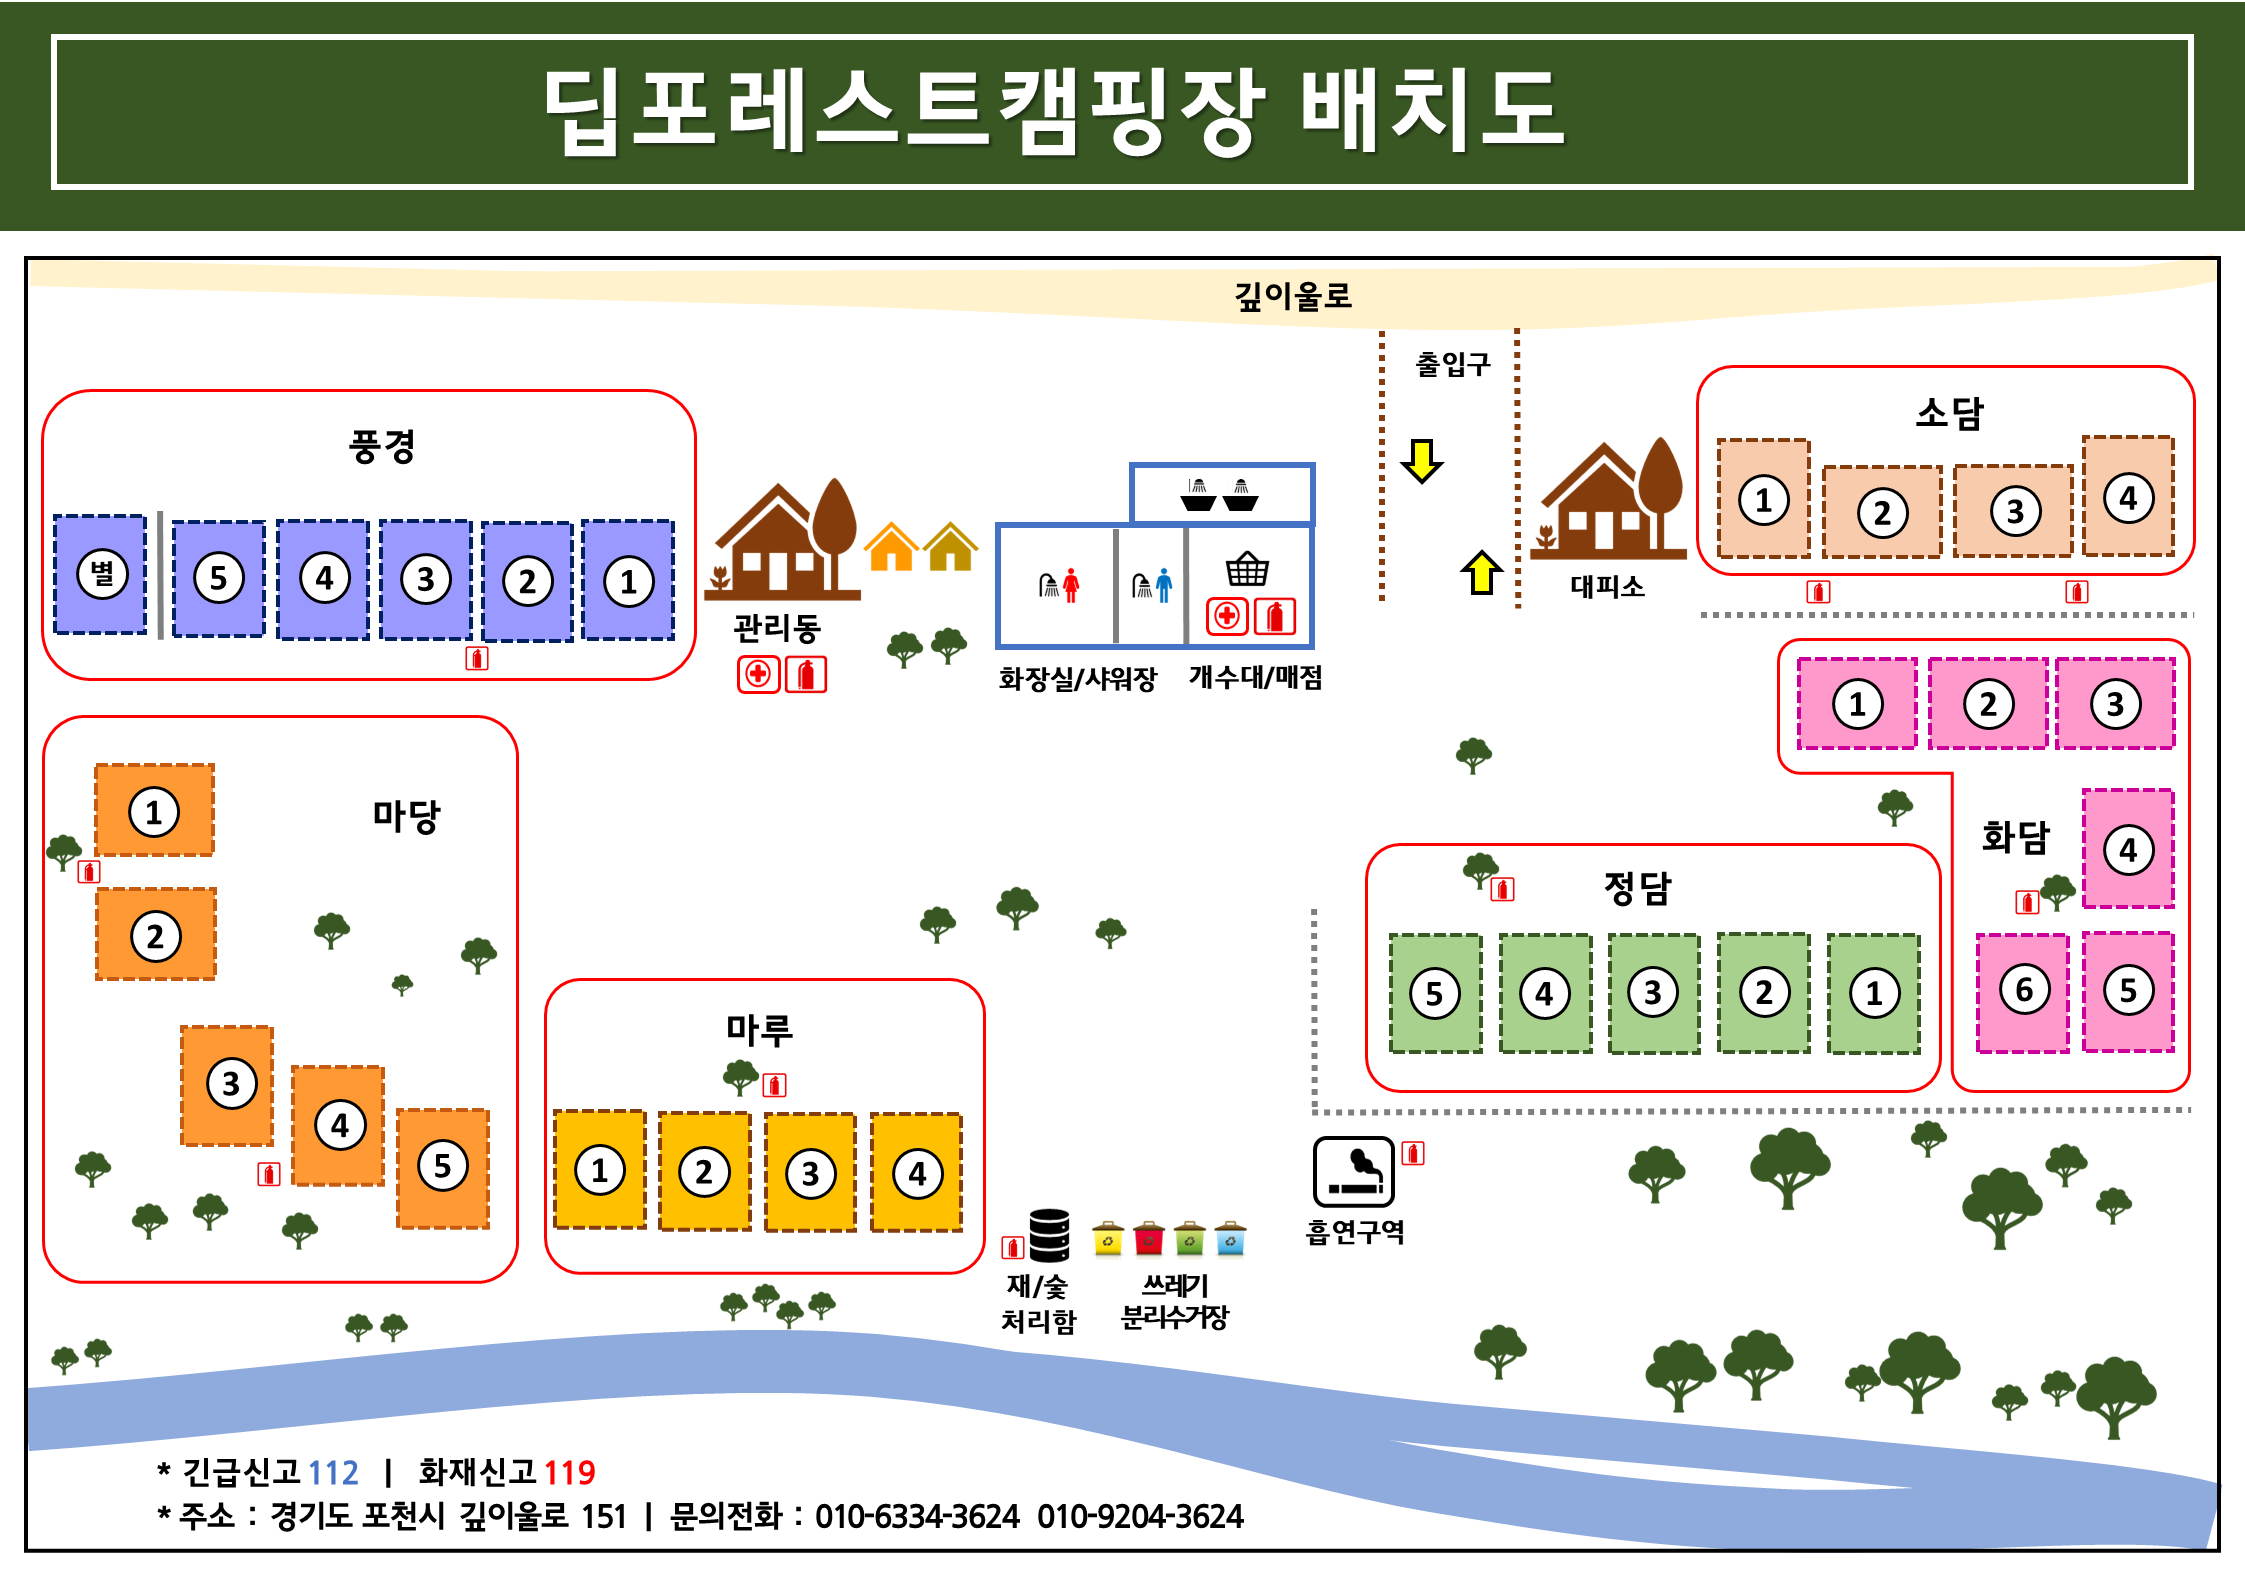 딥포레스트캠핑장 배치도
깊이울로
출입구
풍경
별 5 4 3 2 1
관리동
화장실/샤워장
개수대/매점
대피소
소담
1 2 3 4
화담
1 2 3
4
6 5
정담
5 4 3 2 1
마당
1
2
3
4
5
마루
1 2 3 4
재/숯
처리함
쓰레기
분리수거장
흡연구역
* 긴급신고 112 | 화재신고 119
* 주소 : 경기도 포천시 깊이울로 151 | 문의전화 : 010-6334-3624 010-9204-3624